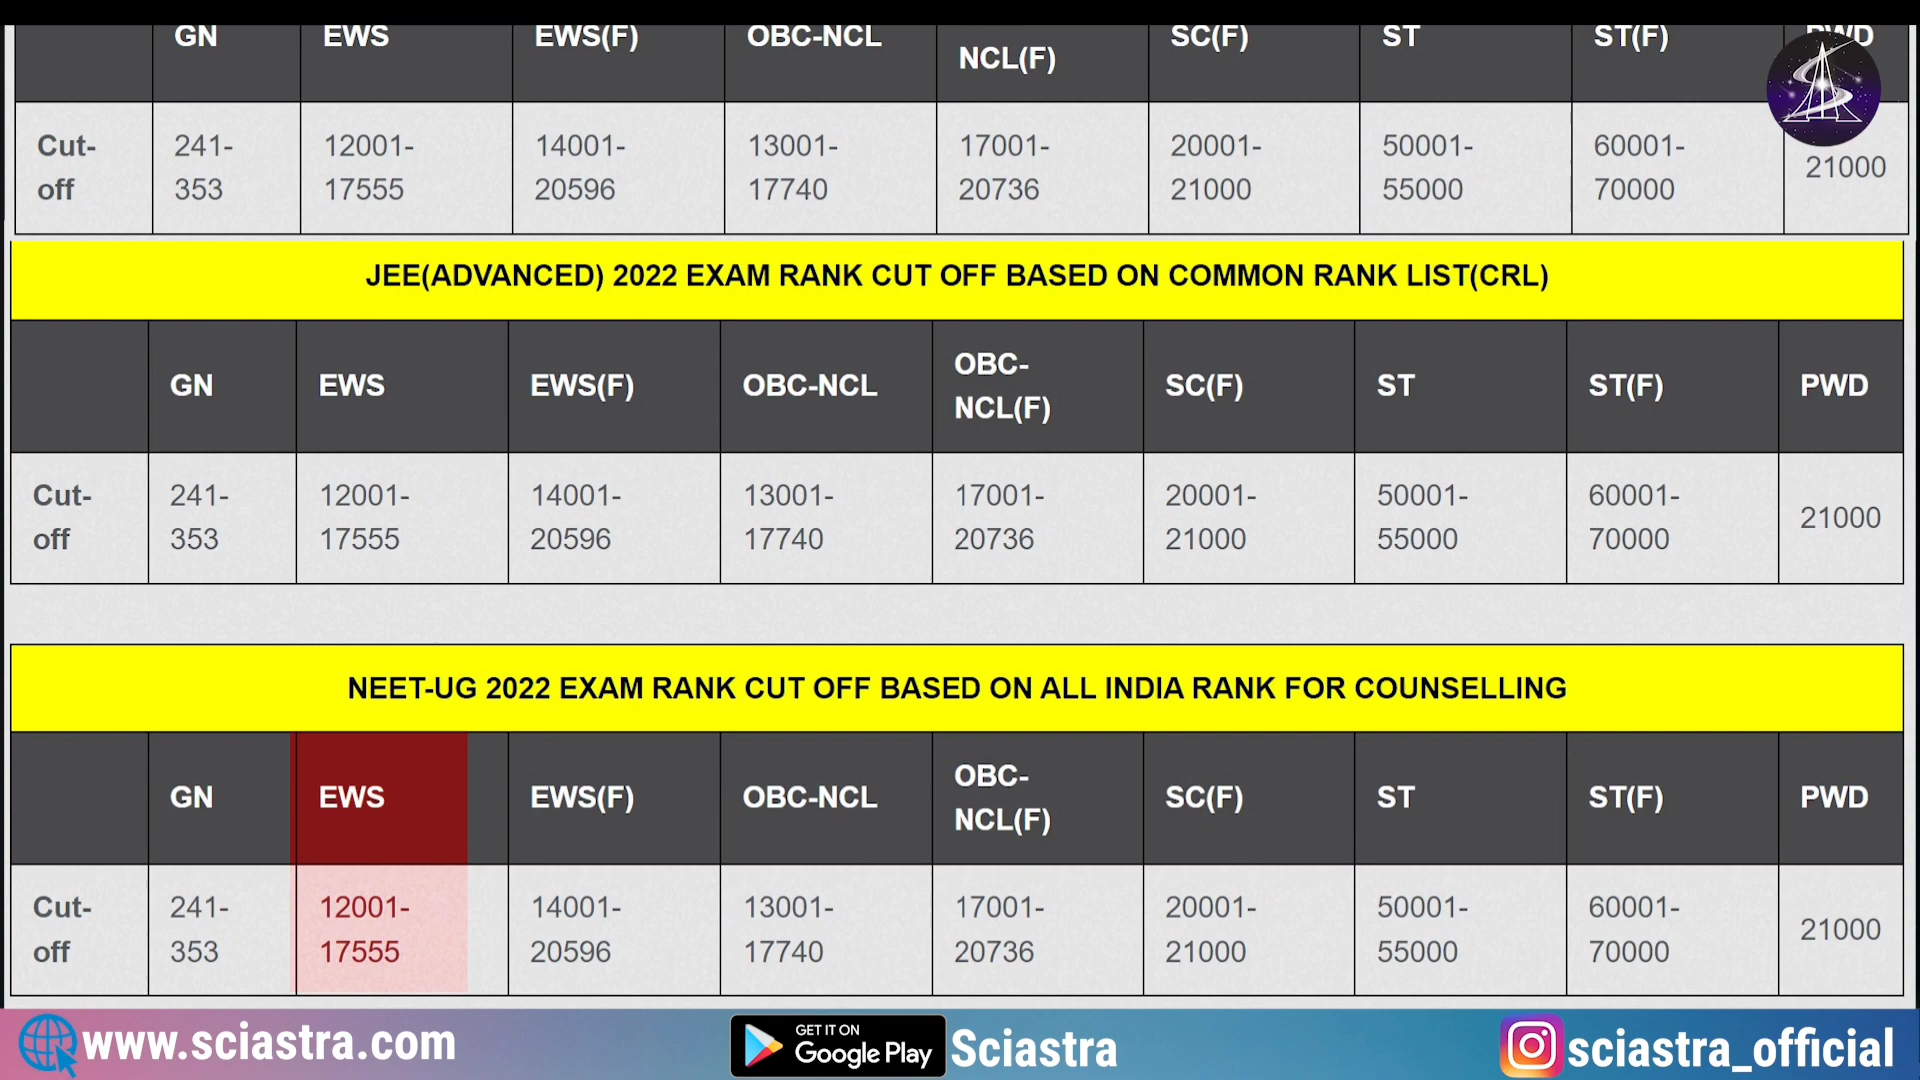 GN EWS EWS(F) OBC-NCL NCL(F) SC(F) ST ST(F) PWD
Cut- 241- 12001- 14001- 13001- 17001- 20001- 50001- 60001- 21000
off 353 17555 20596 17740 20736 21000 55000 70000
JEE(ADVANCED) 2022 EXAM RANK CUT OFF BASED ON COMMON RANK LIST(CRL)
GN EWS EWS(F) OBC-NCL OBC- SC(F) ST ST(F) PWD
NCL(F)
Cut- 241- 12001- 14001- 13001- 17001- 20001- 50001- 60001- 21000
off 353 17555 20596 17740 20736 21000 55000 70000
NEET-UG 2022 EXAM RANK CUT OFF BASED ON ALL INDIA RANK FOR COUNSELLING
GN EWS EWS(F) OBC-NCL OBC- SC(F) ST ST(F) PWD
NCL(F)
Cut- 241- 12001- 14001- 13001- 17001- 20001- 50001- 60001- 21000
off 353 17555 20596 17740 20736 21000 55000 70000
www.sciastra.com GET IT ON Google Play Sciastra sciastra_official